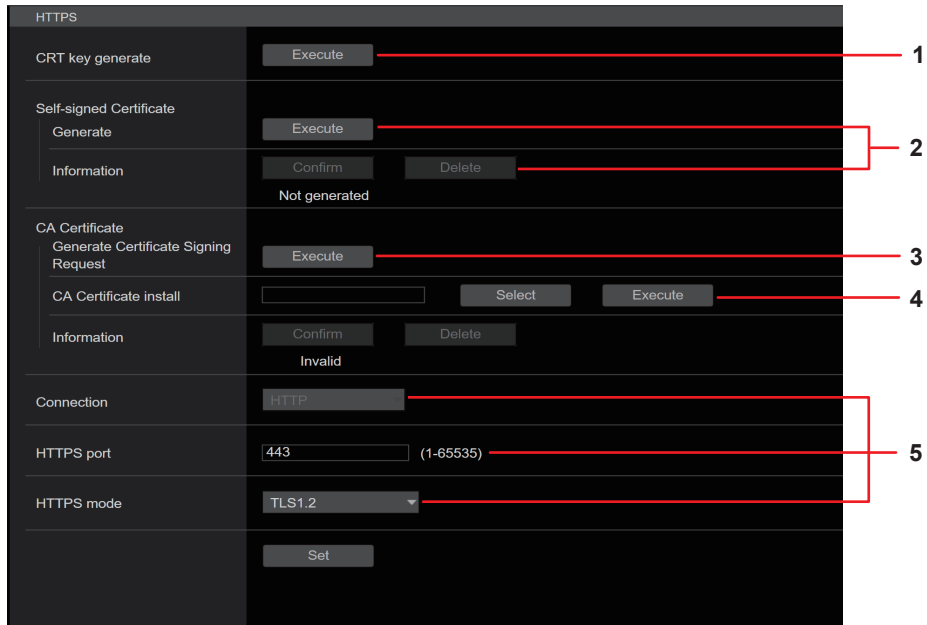 HTTPS
CRT key generate
Execute
1
Self-signed Certificate
Generate
Execute
2
Information
Confirm
Delete
Not generated
CA Certificate
Generate Certificate Signing
Request
Execute
3
CA Certificate install
Select
Execute
4
Information
Confirm
Delete
Invalid
Connection
HTTP
HTTPS port
443
(1-65535)
5
HTTPS mode
TLS1.2
Set